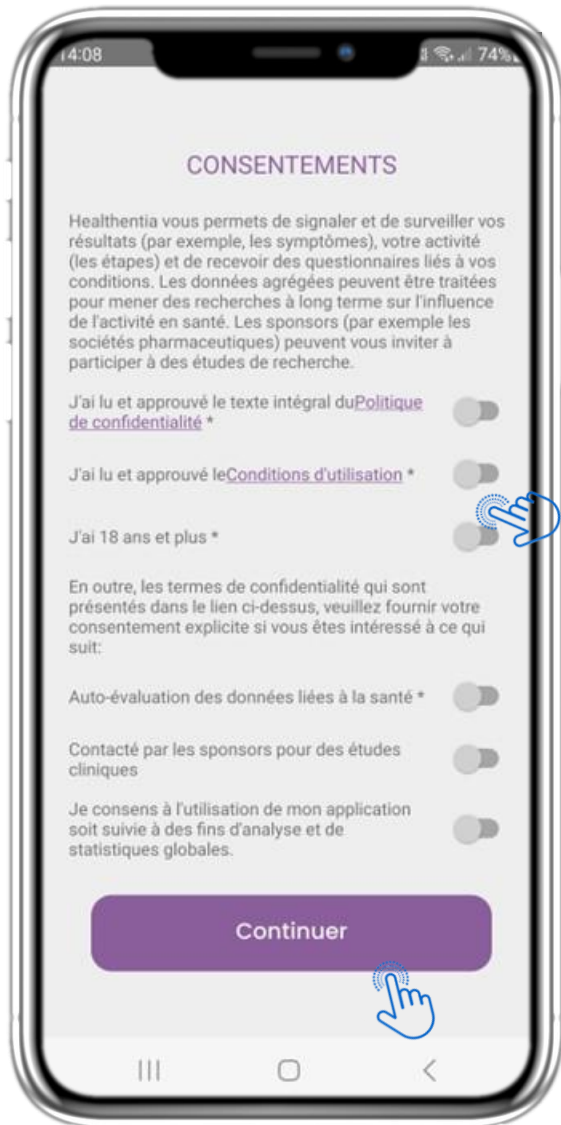 14:08
74%
CONSENTEMENTS
Healthentia vous permets de signaler et de surveiller vos
résultats (par exemple, les symptômes), votre activité
(les étapes) et de recevoir des questionnaires liés à vos
conditions. Les données agrégées peuvent être traitées
pour mener des recherches à long terme sur l'influence
de l'activité en santé. Les sponsors (par exemple les
sociétés pharmaceutiques) peuvent vous inviter à
participer à des études de recherche.
J'ai lu et approuvé le texte intégral duPolitique
de confidentialité *
J'ai lu et approuvé leConditions d'utilisation *
J'ai 18 ans et plus *
En outre, les termes de confidentialité qui sont
présentés dans le lien ci-dessus, veuillez fournir votre
consentement explicite si vous êtes intéressé à ce qui
suit:
Auto-évaluation des données liées à la santé *
Contacté par les sponsors pour des études
cliniques
Je consens à l'utilisation de mon application
soit suivie à des fins d'analyse et de
statistiques globales.
Continuer